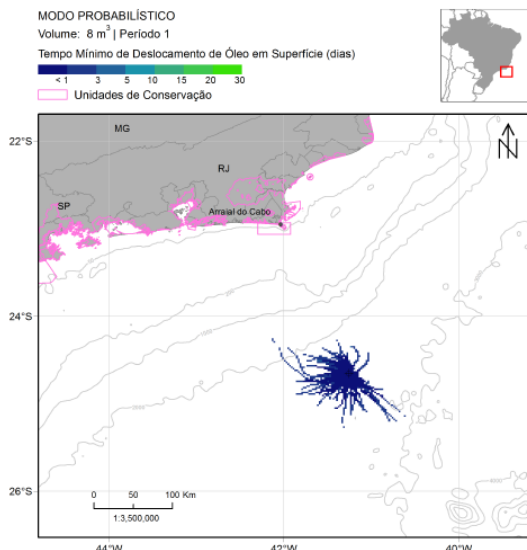 MODO PROBABILÍSTICO
Volume: 8 m³ | Período 1
Tempo Mínimo de Deslocamento de Óleo em Superfície (dias)
< 1 3 5 10 15 20 30
Unidades de Conservação
N
22°S
MG
RJ
SP
Arraial do Cabo
24°S
26°S
0 50 100 Km
1:3,500,000
44°W 42°W 40°W